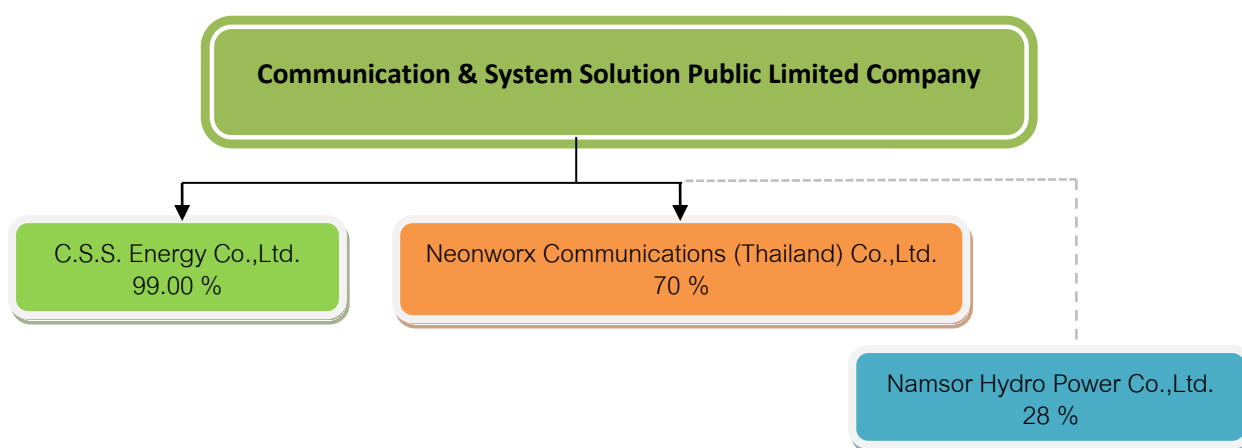 Communication & System Solution Public Limited Company
C.S.S. Energy Co.,Ltd.
99.00 %
Neonworx Communications (Thailand) Co.,Ltd.
70 %
Namsor Hydro Power Co.,Ltd.
28 %